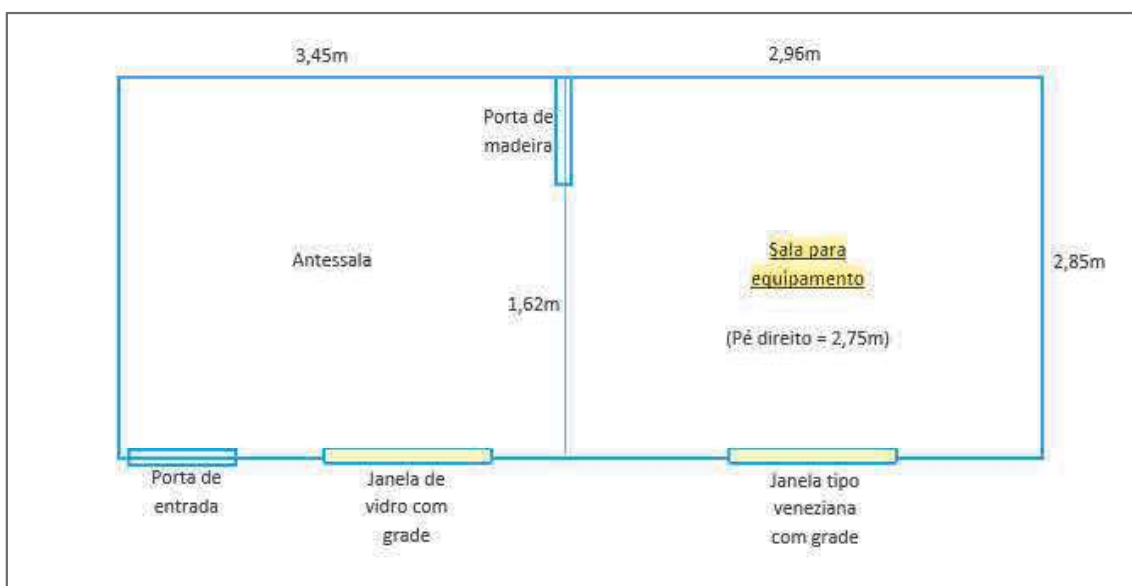 3,45m
2,96m
Porta de
madeira
Antessala
Sala para
equipamento
2,85m
1,62m
(Pé direito = 2,75m)
Porta de
entrada
Janela de
vidro com
grade
Janela tipo
veneziana
com grade